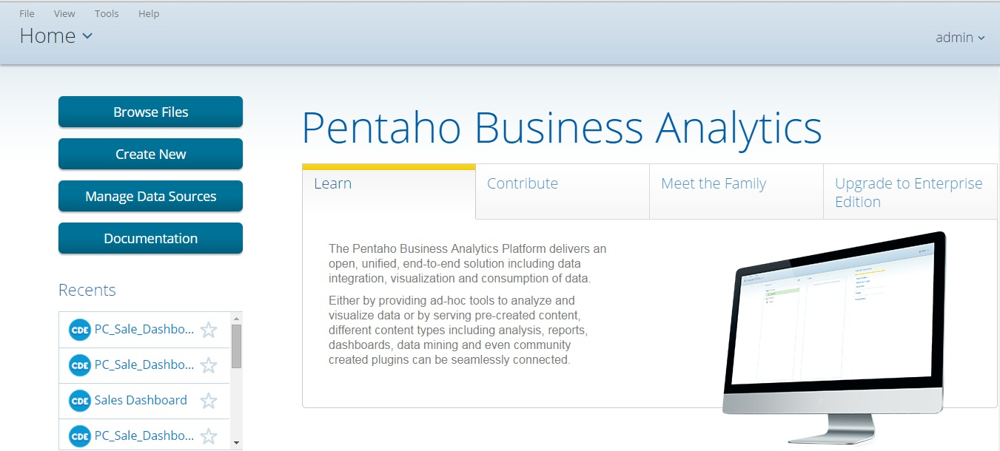 File View Tools Help
Home
admin
Browse Files
Create New
Manage Data Sources
Documentation
Recents
CDE PC_Sale_Dashbo...
CDE PC_Sale_Dashbo...
CDE Sales Dashboard
CDE PC_Sale_Dashbo...
Pentaho Business Analytics
Learn
Contribute
Meet the Family
Upgrade to Enterprise
Edition
The Pentaho Business Analytics Platform delivers an
open, unified, end-to-end solution including data
integration, visualization and consumption of data.
Either by providing ad-hoc tools to analyze and
visualize data or by serving pre-created content,
different content types including analysis, reports,
dashboards, data mining and even community
created plugins can be seamlessly connected.